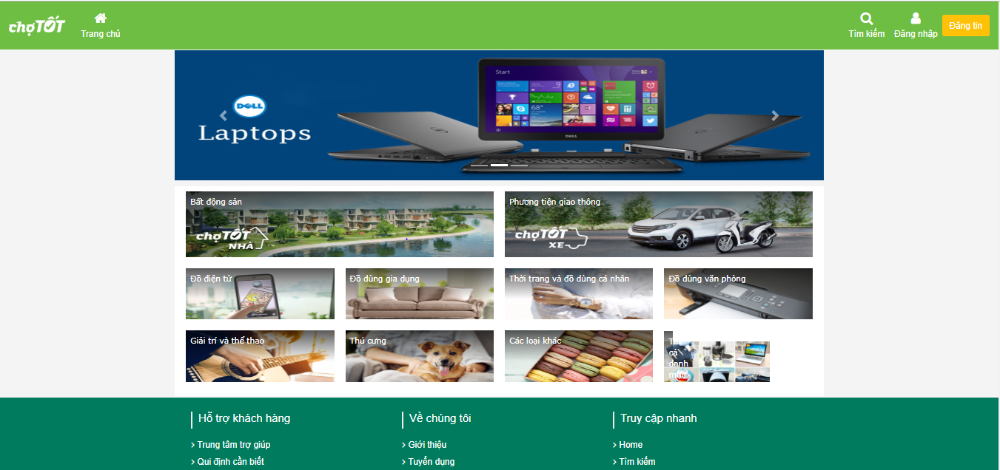 chợTỐT
Trang chủ
Tìm kiếm
Đăng nhập
Đăng tin
DELL
Laptops
Start
68°
DELL
Bất động sản
chợTỐT
NHÀ
Phương tiện giao thông
chợTỐT
XE
Đồ điện tử
Đồ dùng gia dụng
Thời trang và đồ dùng cá nhân
Đồ dùng văn phòng
Giải trí và thể thao
Thú cưng
Các loại khác
cả
danh
mục
Hỗ trợ khách hàng
Về chúng tôi
Truy cập nhanh
Trung tâm trợ giúp
Giới thiệu
Home
Qui định cần biết
Tuyển dụng
Tìm kiếm